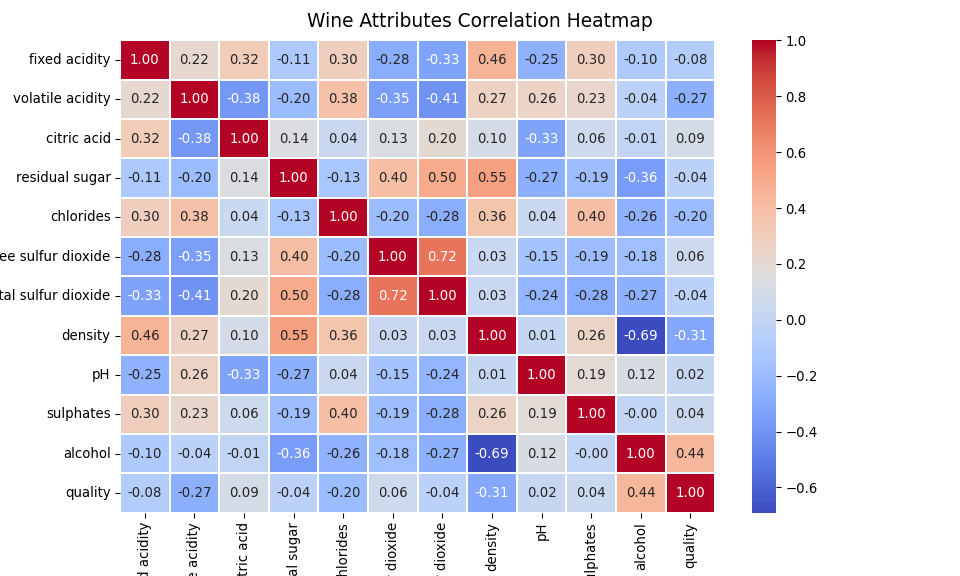 Wine Attributes Correlation Heatmap
fixed acidity 1.00 0.22 0.32 -0.11 0.30 -0.28 -0.33 0.46 -0.25 0.30 -0.10 -0.08
volatile acidity 0.22 1.00 -0.38 -0.20 0.38 -0.35 -0.41 0.27 0.26 0.23 -0.04 -0.27
citric acid 0.32 -0.38 1.00 0.14 0.04 0.13 0.20 0.10 -0.33 0.06 -0.01 0.09
residual sugar -0.11 -0.20 0.14 1.00 -0.13 0.40 0.50 0.55 -0.27 -0.19 -0.36 -0.04
chlorides 0.30 0.38 0.04 -0.13 1.00 -0.20 -0.28 0.36 0.04 0.40 -0.26 -0.20
ee sulfur dioxide -0.28 -0.35 0.13 0.40 -0.20 1.00 0.72 0.03 -0.15 -0.19 -0.18 0.06
tal sulfur dioxide -0.33 -0.41 0.20 0.50 -0.28 0.72 1.00 0.03 -0.24 -0.28 -0.27 -0.04
density 0.46 0.27 0.10 0.55 0.36 0.03 0.03 1.00 0.01 0.26 -0.69 -0.31
pH -0.25 0.26 -0.33 -0.27 0.04 -0.15 -0.24 0.01 1.00 0.19 0.12 0.02
sulphates 0.30 0.23 0.06 -0.19 0.40 -0.19 -0.28 0.26 0.19 1.00 -0.00 0.04
alcohol -0.10 -0.04 -0.01 -0.36 -0.26 -0.18 -0.27 -0.69 0.12 -0.00 1.00 0.44
quality -0.08 -0.27 0.09 -0.04 -0.20 0.06 -0.04 -0.31 0.02 0.04 0.44 1.00
d acidity
e acidity
tric acid
al sugar
hlorides
r dioxide
r dioxide
density
pH
ulphates
alcohol
quality
1.0
0.8
0.6
0.4
0.2
0.0
−0.2
−0.4
−0.6